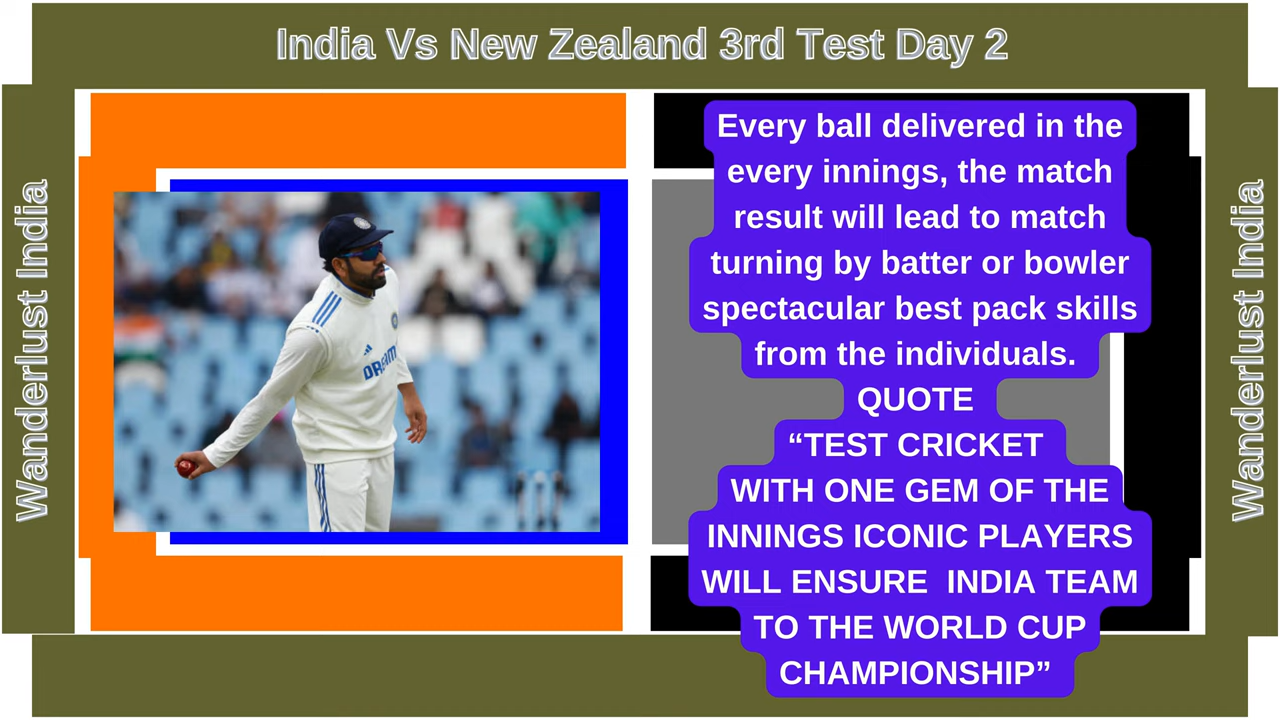 India Vs New Zealand 3rd Test Day 2
Wanderlust India
DREAM
Every ball delivered in the
every innings, the match
result will lead to match
turning by batter or bowler
spectacular best pack skills
from the individuals.
QUOTE
“TEST CRICKET
WITH ONE GEM OF THE
INNINGS ICONIC PLAYERS
WILL ENSURE  INDIA TEAM
TO THE WORLD CUP
CHAMPIONSHIP”
Wanderlust India